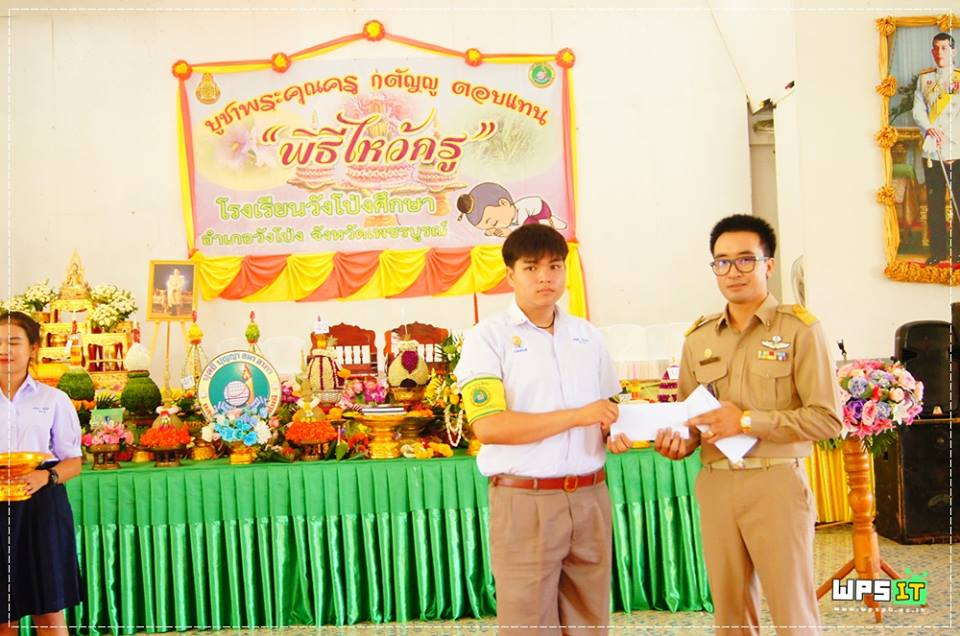 บูชาพระคุณครู กตัญญู ตอบแทน
“พิธีไหว้ครู”
โรงเรียนวังโป่งศึกษา
อำเภอวังโป่ง จังหวัดเพชรบูรณ์
WPS IT